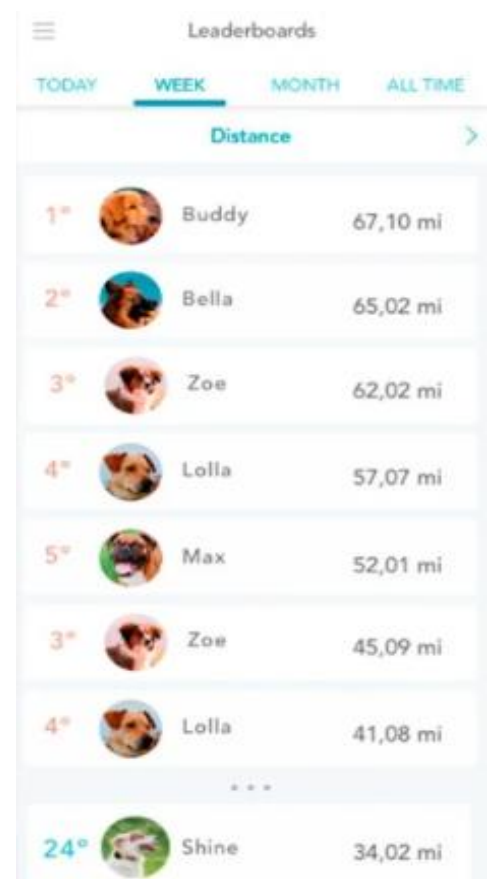 Leaderboards
TODAY WEEK MONTH ALL TIME
Distance
1° Buddy 67,10 mi
2° Bella 65,02 mi
3° Zoe 62,02 mi
4° Lolla 57,07 mi
5° Max 52,01 mi
3° Zoe 45,09 mi
4° Lolla 41,08 mi
...
24° Shine 34,02 mi